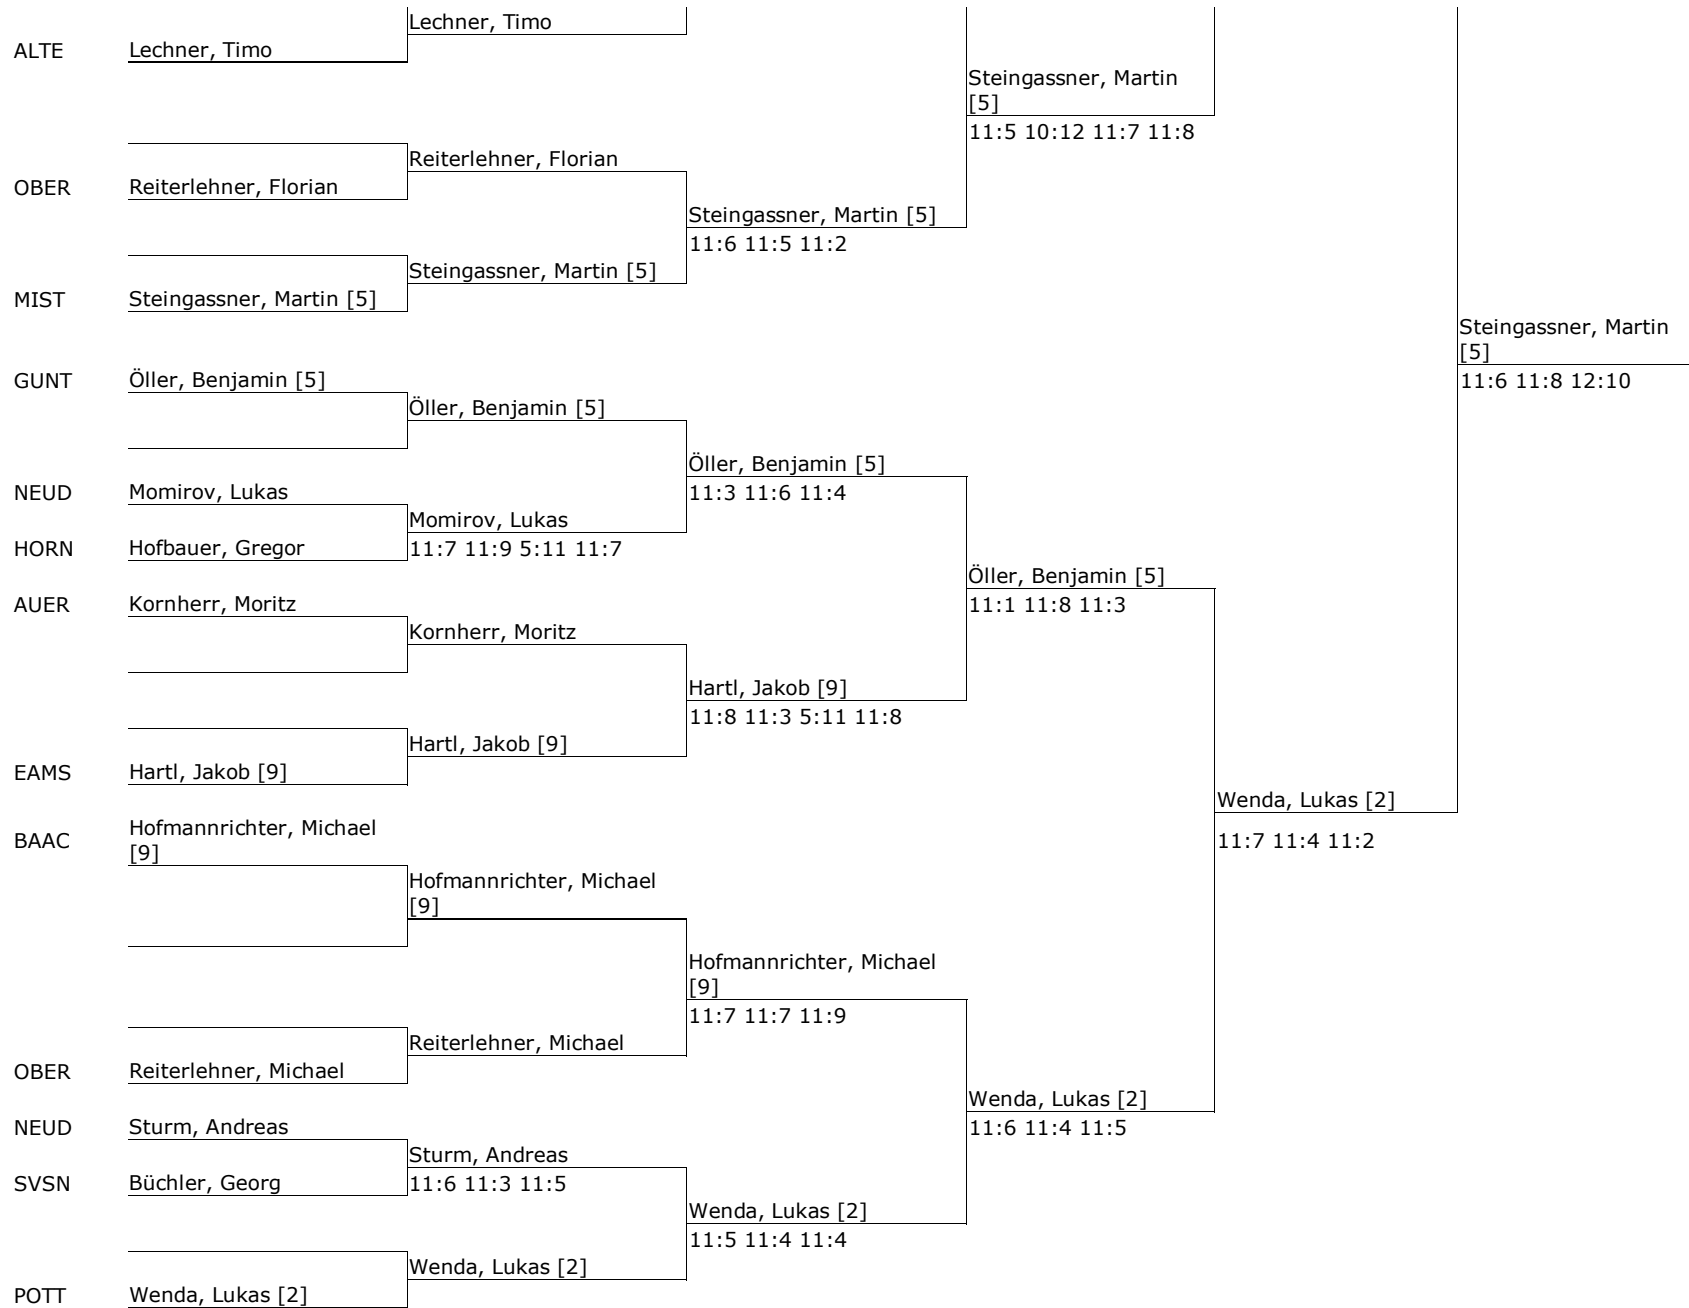 Lechner, Timo
ALTE Lechner, Timo
Steingassner, Martin
[5]
11:5 10:12 11:7 11:8
Reiterlehner, Florian
OBER Reiterlehner, Florian
Steingassner, Martin [5]
11:6 11:5 11:2
Steingassner, Martin [5]
MIST Steingassner, Martin [5]
Steingassner, Martin
[5]
11:6 11:8 12:10
GUNT Öller, Benjamin [5]
Öller, Benjamin [5]
Öller, Benjamin [5]
11:3 11:6 11:4
NEUD Momirov, Lukas
Momirov, Lukas
11:7 11:9 5:11 11:7
HORN Hofbauer, Gregor
Öller, Benjamin [5]
11:1 11:8 11:3
AUER Kornherr, Moritz
Kornherr, Moritz
Hartl, Jakob [9]
11:8 11:3 5:11 11:8
Hartl, Jakob [9]
EAMS Hartl, Jakob [9]
Wenda, Lukas [2]
11:7 11:4 11:2
BAAC Hofmannrichter, Michael
[9]
Hofmannrichter, Michael
[9]
Hofmannrichter, Michael
[9]
11:7 11:7 11:9
Reiterlehner, Michael
OBER Reiterlehner, Michael
Wenda, Lukas [2]
11:6 11:4 11:5
NEUD Sturm, Andreas
Sturm, Andreas
11:6 11:3 11:5
SVSN Büchler, Georg
Wenda, Lukas [2]
11:5 11:4 11:4
Wenda, Lukas [2]
POTT Wenda, Lukas [2]